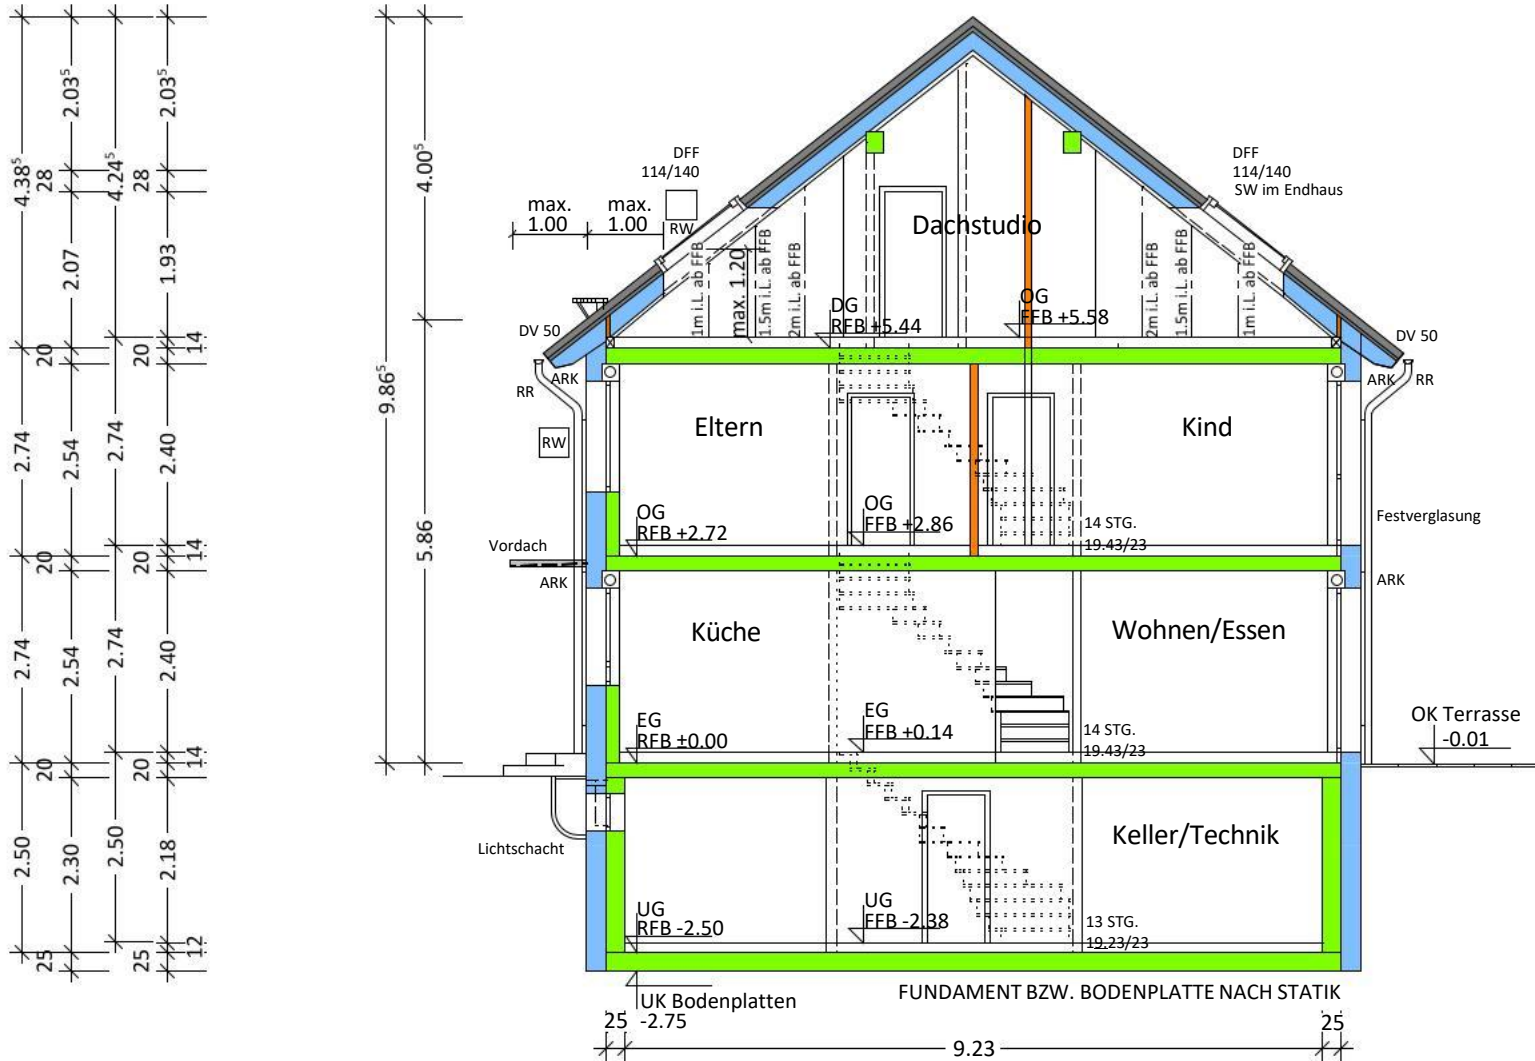 4.38⁵
2.74
2.74
2.50
2.03⁵
28
2.07
20
2.54
20
2.54
20
2.30
25
4.24⁵
2.74
2.74
2.50
2.03⁵
28
1.93
14
20
2.40
14
20
2.40
14
20
2.18
12
25
9.86⁵
4.00⁵
5.86
DFF
114/140
max.
1.00
max.
1.00
RW
DFF
114/140
SW im Endhaus
Dachstudio
1m i.L. ab FFB
max. 1.20
1.5m i.L. ab FFB
2m i.L. ab FFB
2m i.L. ab FFB
1.5m i.L. ab FFB
1m i.L. ab FFB
DG
RFB +5.44
OG
FFB +5.58
DV 50
DV 50
ARK
RR
ARK
RR
RW
Eltern
Kind
OG
RFB +2.72
OG
FFB +2.86
14 STG.
19.43/23
Festverglasung
Vordach
ARK
ARK
Küche
Wohnen/Essen
EG
RFB ±0.00
EG
FFB +0.14
14 STG.
19.43/23
OK Terrasse
-0.01
Lichtschacht
Keller/Technik
UG
RFB -2.50
UG
FFB -2.38
13 STG.
19.23/23
UK Bodenplatten
-2.75
FUNDAMENT BZW. BODENPLATTE NACH STATIK
25
9.23
25